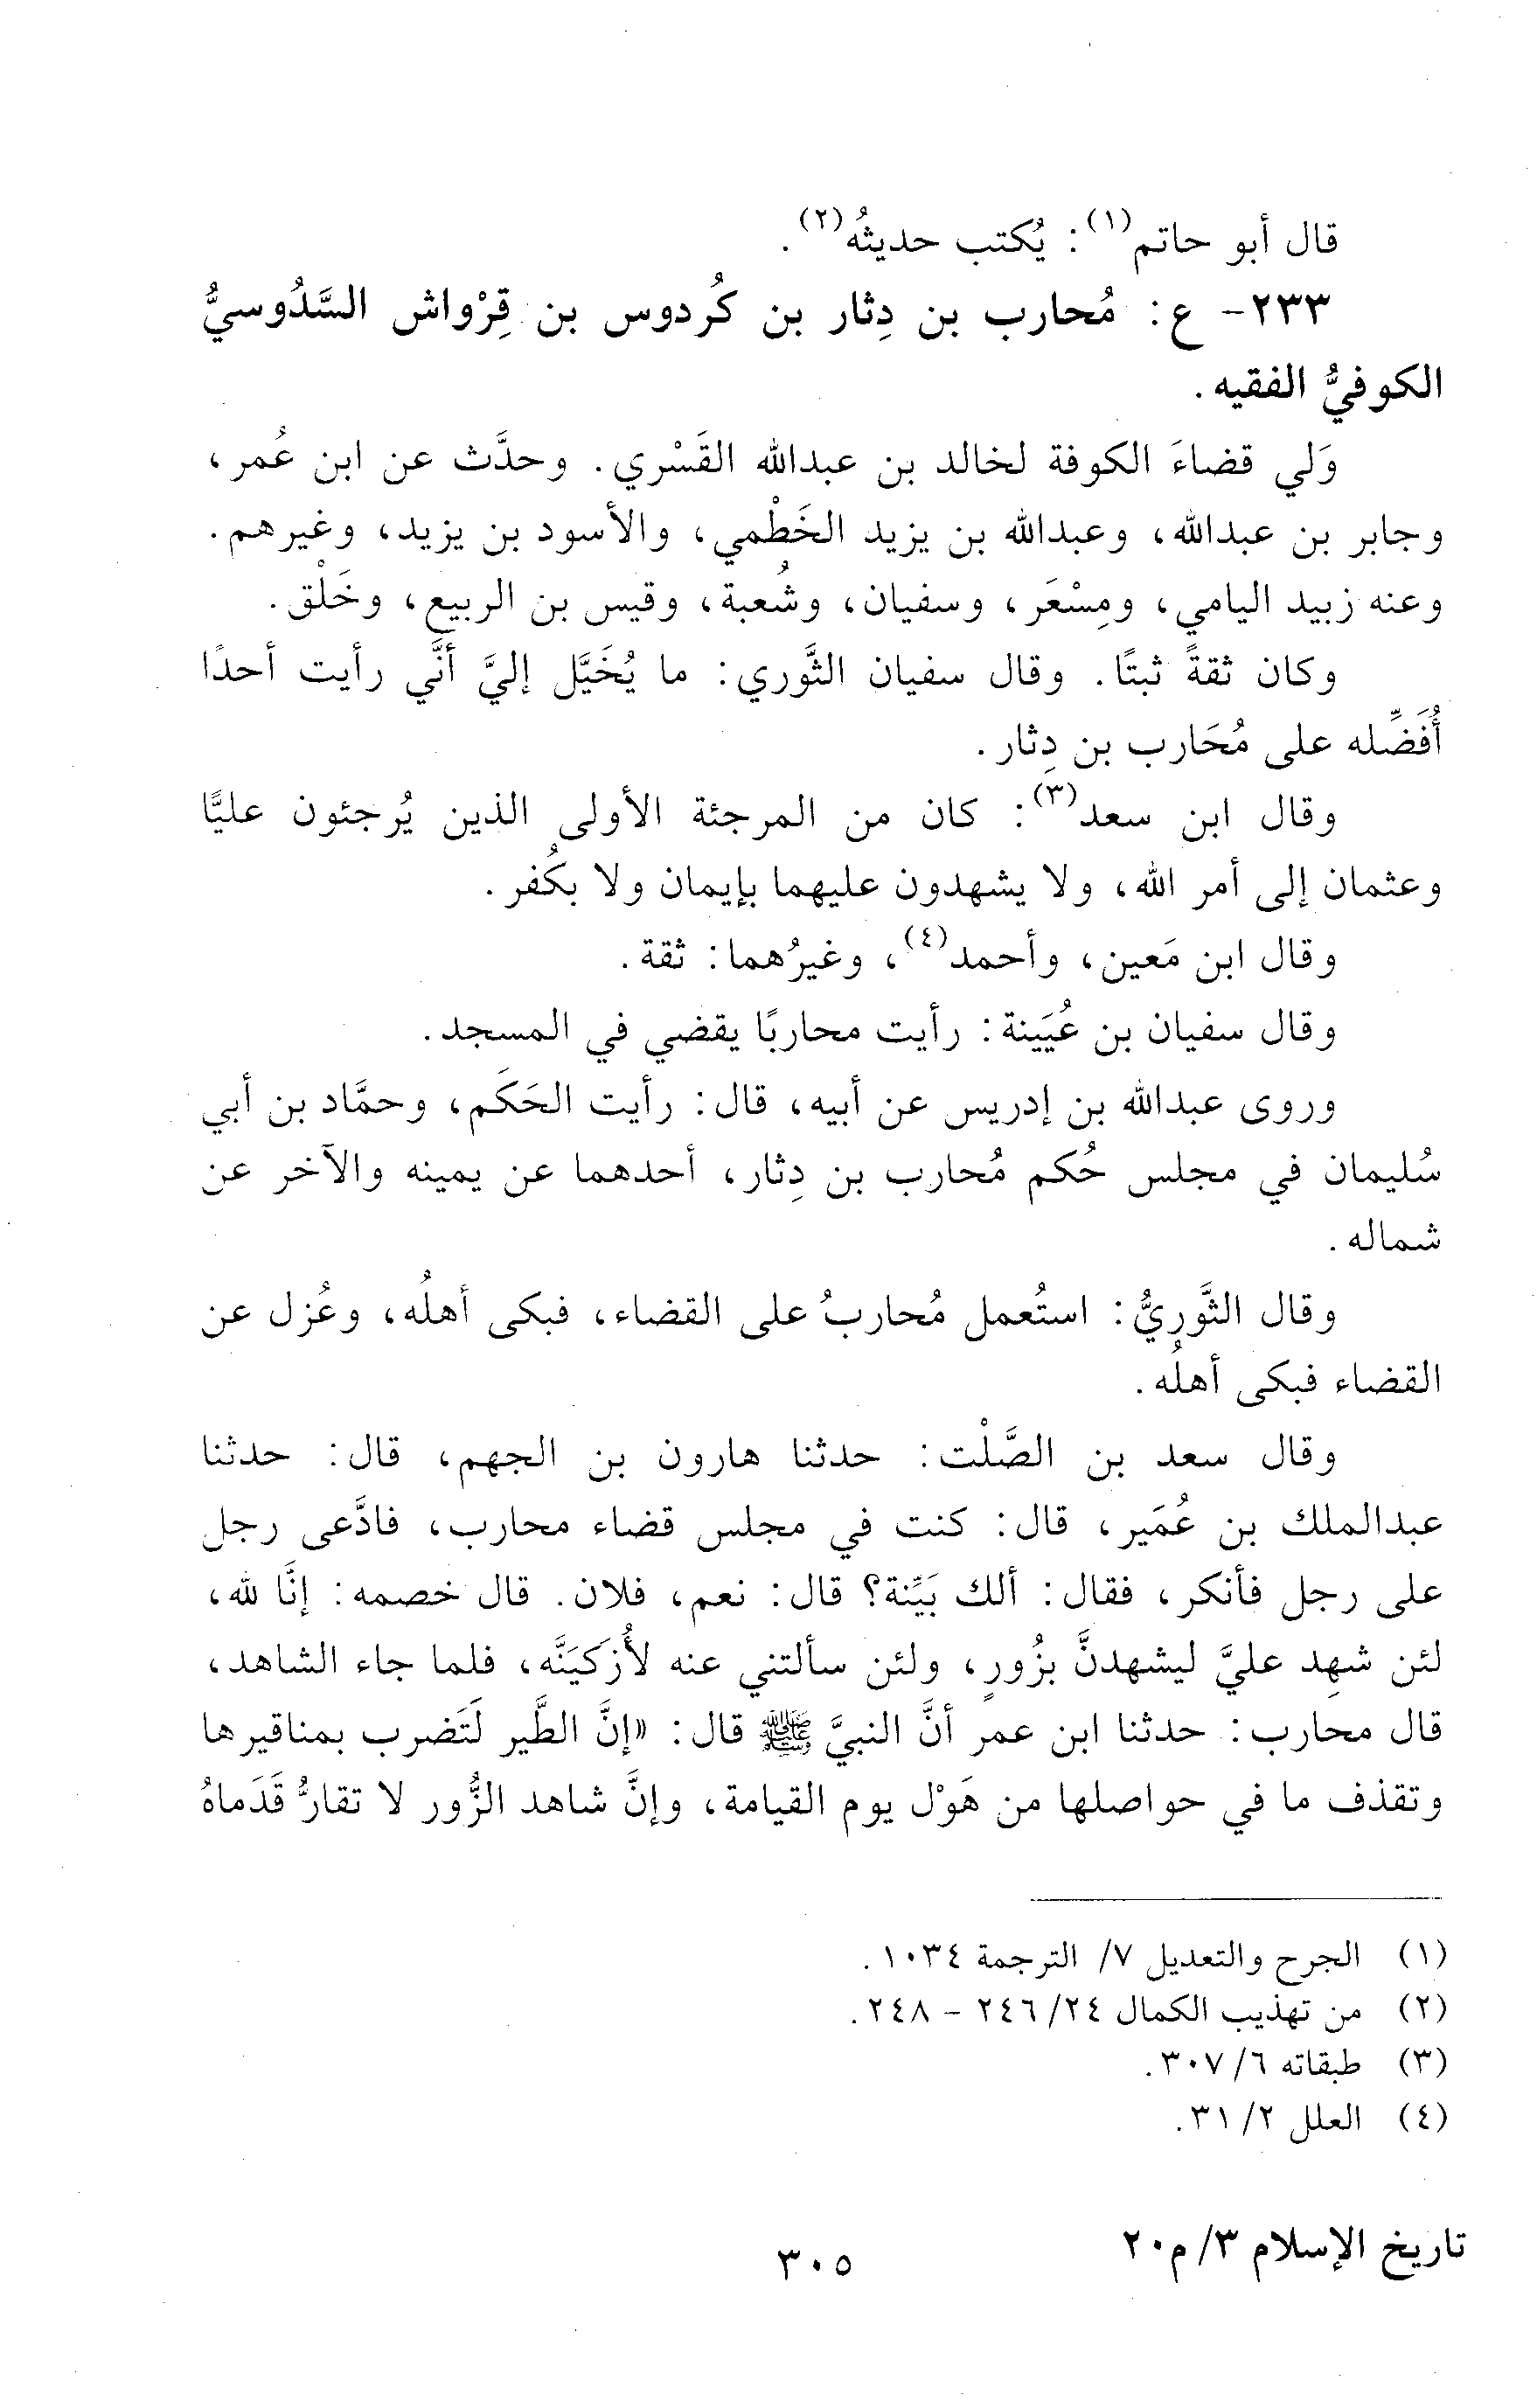 قال أبو حاتم(١): يُكتب حديثُه(٢).
٢٣٣- ع: مُحارب بن دِثار بن كُردوس بن قِرْواش السَّدُوسيُّ
الكوفيُّ الفقيه.
وَلي قضاءَ الكوفة لخالد بن عبدالله القَسْري. وحدَّث عن ابن عُمر،
وجابر بن عبدالله، وعبدالله بن يزيد الخَطْمي، والأسود بن يزيد، وغيرهم.
وعنه زبيد اليامي، ومِسْعَر، وسفيان، وشُعبة، وقيس بن الربيع، وخَلْق.
وكان ثقةً ثبتًا. وقال سفيان الثَّوري: ما يُخَيَّل إليَّ أنَّي رأيت أحدًا
أُفَضِّله على مُحَارب بن دِثار.
وقال ابن سعد(٣): كان من المرجئة الأولى الذين يُرجئون عليًّا
وعثمان إلى أمر الله، ولا يشهدون عليهما بإيمان ولا بكُفر.
وقال ابن مَعين، وأحمد(٤)، وغيرُهما: ثقة.
وقال سفيان بن عُيَينة: رأيت محاربًا يقضي في المسجد.
وروى عبدالله بن إدريس عن أبيه، قال: رأيت الحَكَم، وحمَّاد بن أبي
سُليمان في مجلس حُكم مُحارب بن دِثار، أحدهما عن يمينه والآخر عن
شماله.
وقال الثَّوريُّ: استُعمل مُحاربُ على القضاء، فبكى أهلُه، وعُزل عن
القضاء فبكى أهلُه.
وقال سعد بن الصَّلْت: حدثنا هارون بن الجهم، قال: حدثنا
عبدالملك بن عُمَير، قال: كنت في مجلس قضاء محارب، فادَّعى رجل
على رجل فأنكر، فقال: ألك بَيِّنة؟ قال: نعم، فلان. قال خصمه: إنَّا لله،
لئن شهِد عليَّ ليشهدنَّ بزُورٍ، ولئن سألتني عنه لأُزكيَنَّه، فلما جاء الشاهد،
قال محارب: حدثنا ابن عمر أنَّ النبيَّ ﷺ قال: «إنَّ الطَّير لَتَضرب بمناقيرها
وتقذف ما في حواصلها من هَوْل يوم القيامة، وإنَّ شاهد الزُّور لا تقارُّ قَدَماهُ
(١) الجرح والتعديل ٧/ الترجمة ١٠٣٤.
(٢) من تهذيب الكمال ٢٤/ ٢٤٦ - ٢٤٨.
(٣) طبقاته ٦/ ٣٠٧.
(٤) العلل ٢/ ٣١.
تاريخ الإسلام ٣/ م٢٠
٣٠٥